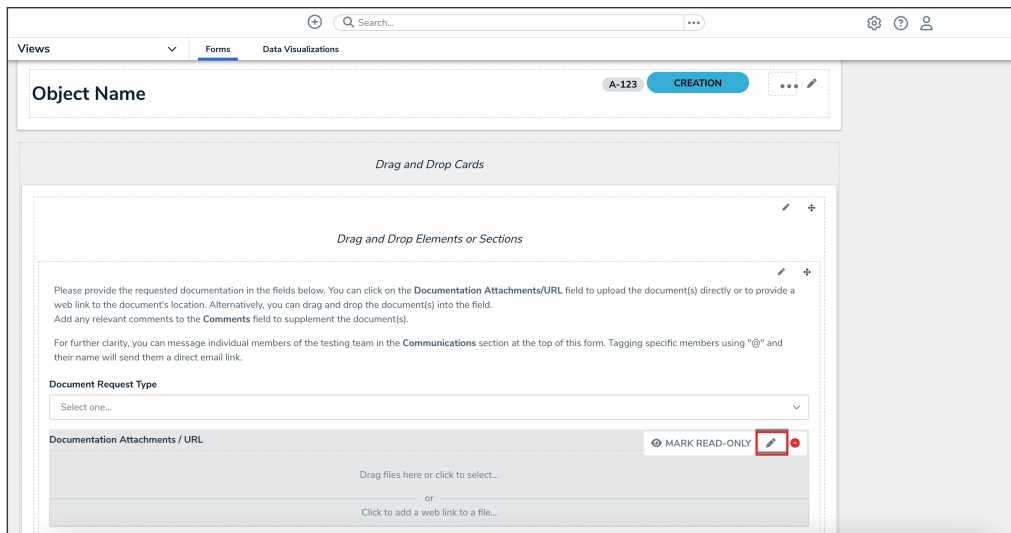 Search...
Views
Forms
Data Visualizations
Object Name
A-123
CREATION
Drag and Drop Cards
Drag and Drop Elements or Sections
Please provide the requested documentation in the fields below. You can click on the Documentation Attachments/URL field to upload the document(s) directly or to provide a
web link to the document's location. Alternatively, you can drag and drop the document(s) into the field.
Add any relevant comments to the Comments field to supplement the document(s).
For further clarity, you can message individual members of the testing team in the Communications section at the top of this form. Tagging specific members using "@" and
their name will send them a direct email link.
Document Request Type
Select one...
Documentation Attachments / URL
MARK READ-ONLY
Drag files here or click to select...
or
Click to add a web link to a file...